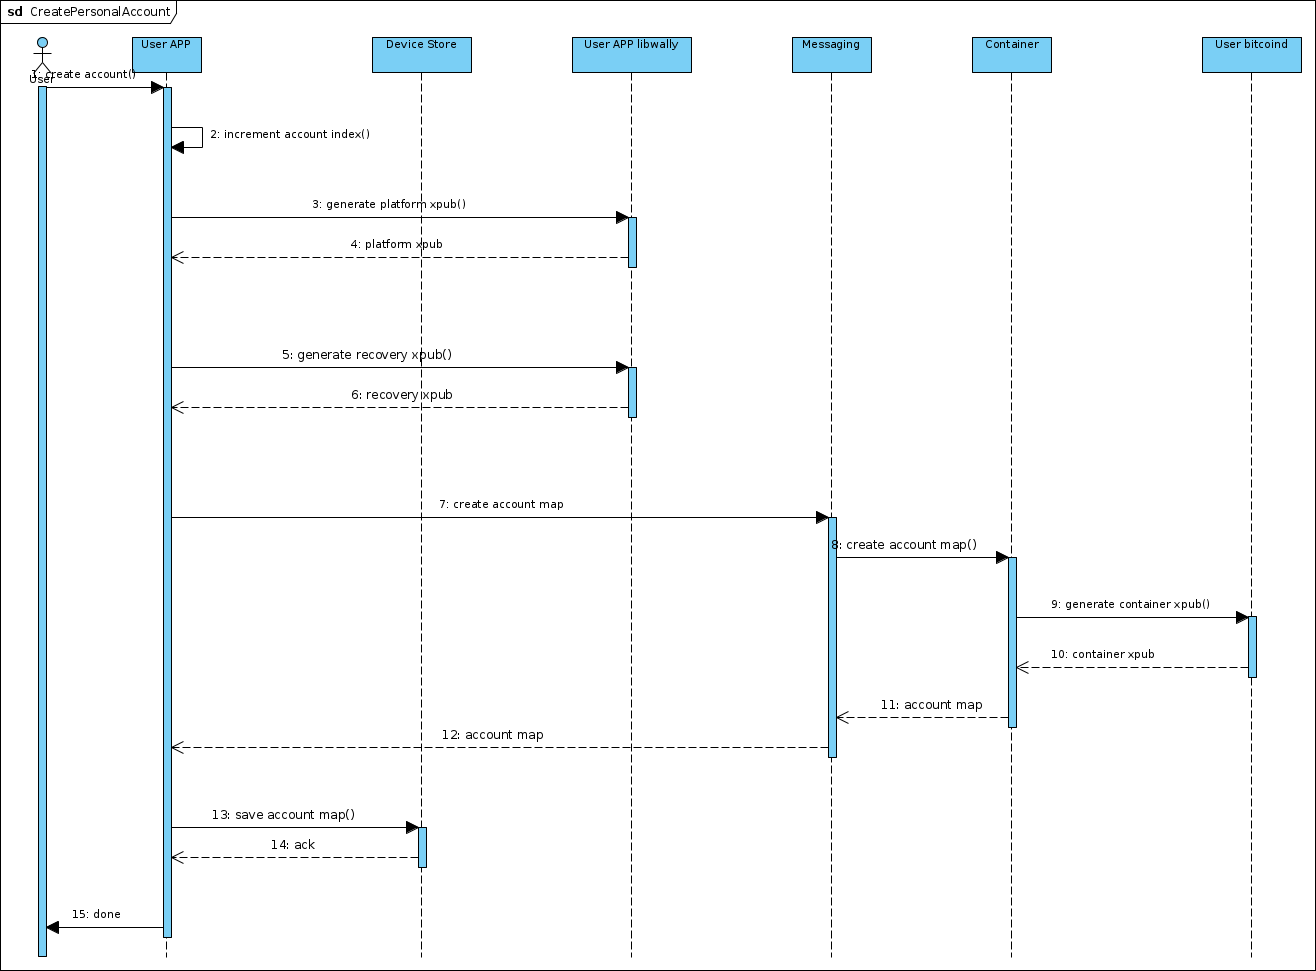 sd CreatePersonalAccount
User
User APP
Device Store
User APP libwally
Messaging
Container
User bitcoind
1: create account()
2: increment account index()
3: generate platform xpub()
4: platform xpub
5: generate recovery xpub()
6: recovery xpub
7: create account map
8: create account map()
9: generate container xpub()
10: container xpub
11: account map
12: account map
13: save account map()
14: ack
15: done